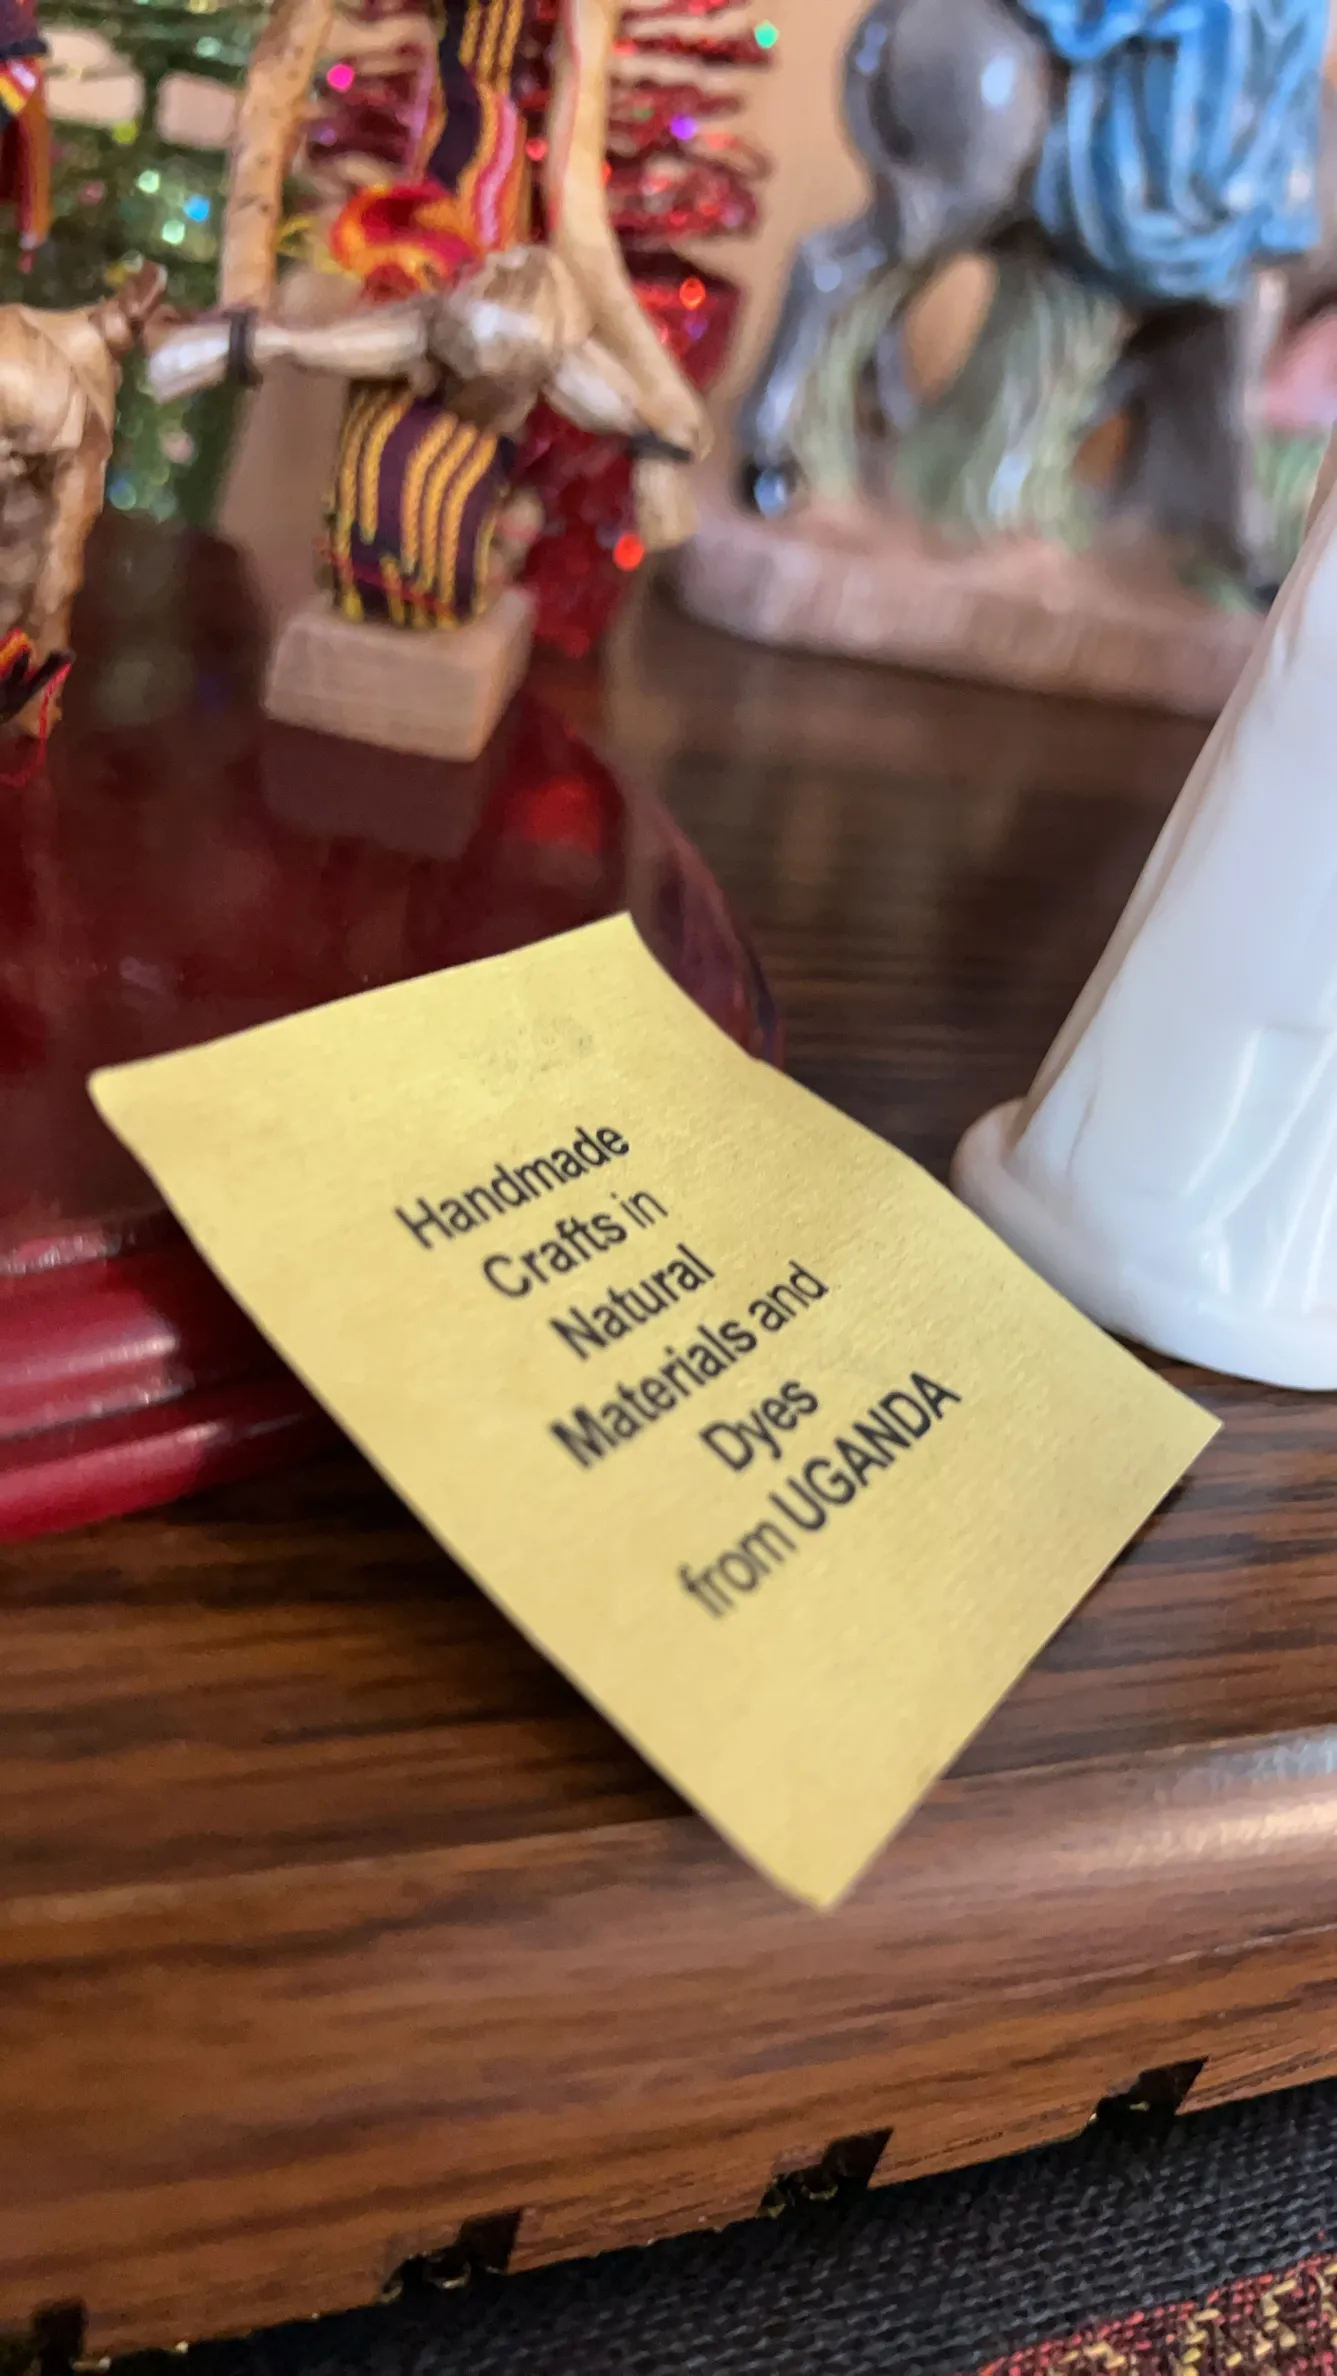 Handmade
Crafts in
Natural
Materials and
Dyes
from UGANDA